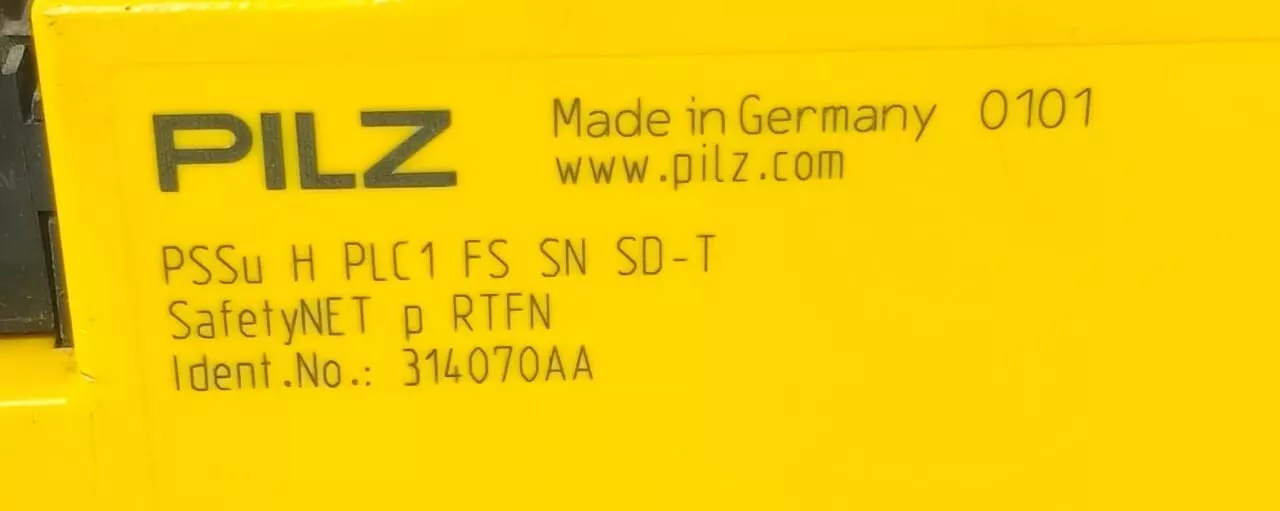 PILZ
Made in Germany 0101
www.pilz.com
PSSu H PLC1 FS SN SD-T
SafetyNET p RTFN
Ident.No.: 314070AA